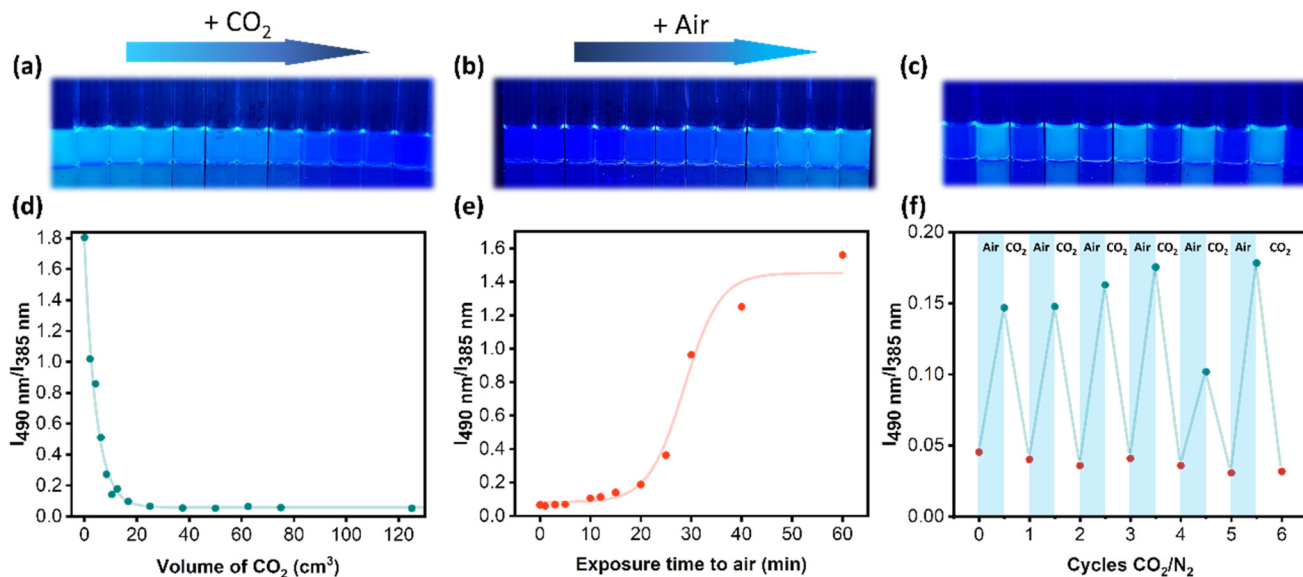 + CO₂
+ Air
(a)
(b)
(c)
(d)
(e)
(f)
1.8
1.6
1.4
1.2
1.0
0.8
0.6
0.4
0.2
0.0
I490 nm/I385 nm
0 20 40 60 80 100 120
Volume of CO₂ (cm³)
1.6
1.4
1.2
1.0
0.8
0.6
0.4
0.2
0.0
I490 nm/I385 nm
0 10 20 30 40 50 60
Exposure time to air (min)
0.20
0.15
0.10
0.05
0.00
I490 nm/I385 nm
Air CO₂ Air CO₂ Air CO₂ Air CO₂ Air CO₂ Air CO₂
0 1 2 3 4 5 6
Cycles CO₂/N₂